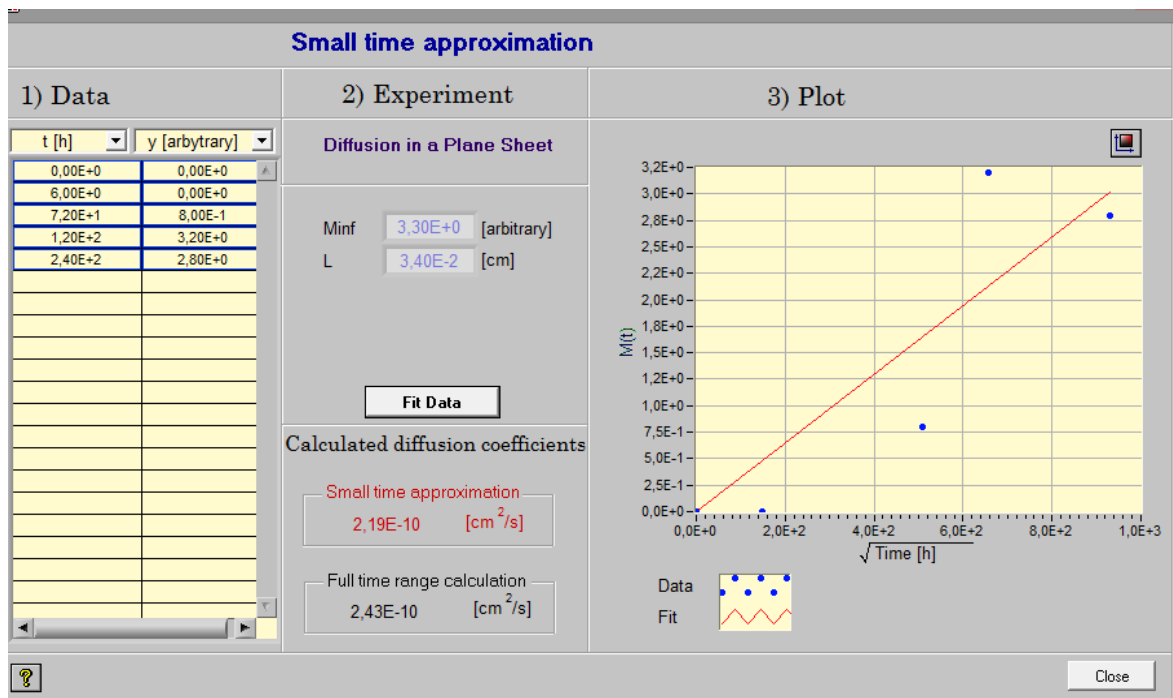 Small time approximation
1) Data
2) Experiment
3) Plot
t [h] y [arbytrary]
0,00E+0 0,00E+0
6,00E+0 0,00E+0
7,20E+1 8,00E-1
1,20E+2 3,20E+0
2,40E+2 2,80E+0
Diffusion in a Plane Sheet
Minf 3,30E+0 [arbitrary]
L 3,40E-2 [cm]
Fit Data
Calculated diffusion coefficients
Small time approximation
2,19E-10 [cm²/s]
Full time range calculation
2,43E-10 [cm²/s]
3,2E+0
3,0E+0
2,8E+0
2,5E+0
2,2E+0
2,0E+0
1,8E+0
1,5E+0
1,2E+0
1,0E+0
7,5E-1
5,0E-1
2,5E-1
0,0E+0
M(t)
0,0E+0 2,0E+2 4,0E+2 6,0E+2 8,0E+2 1,0E+3
√Time [h]
Data
Fit
?
Close